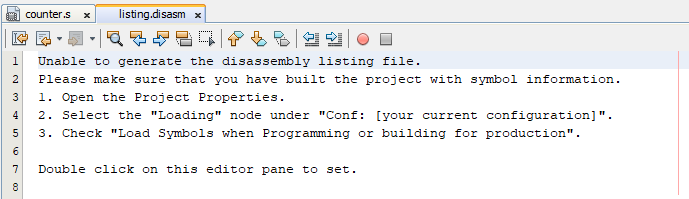 counter.s x listing.disasm x
1 Unable to generate the disassembly listing file.
2 Please make sure that you have built the project with symbol information.
3 1. Open the Project Properties.
4 2. Select the "Loading" node under "Conf: [your current configuration]".
5 3. Check "Load Symbols when Programming or building for production".
6
7 Double click on this editor pane to set.
8